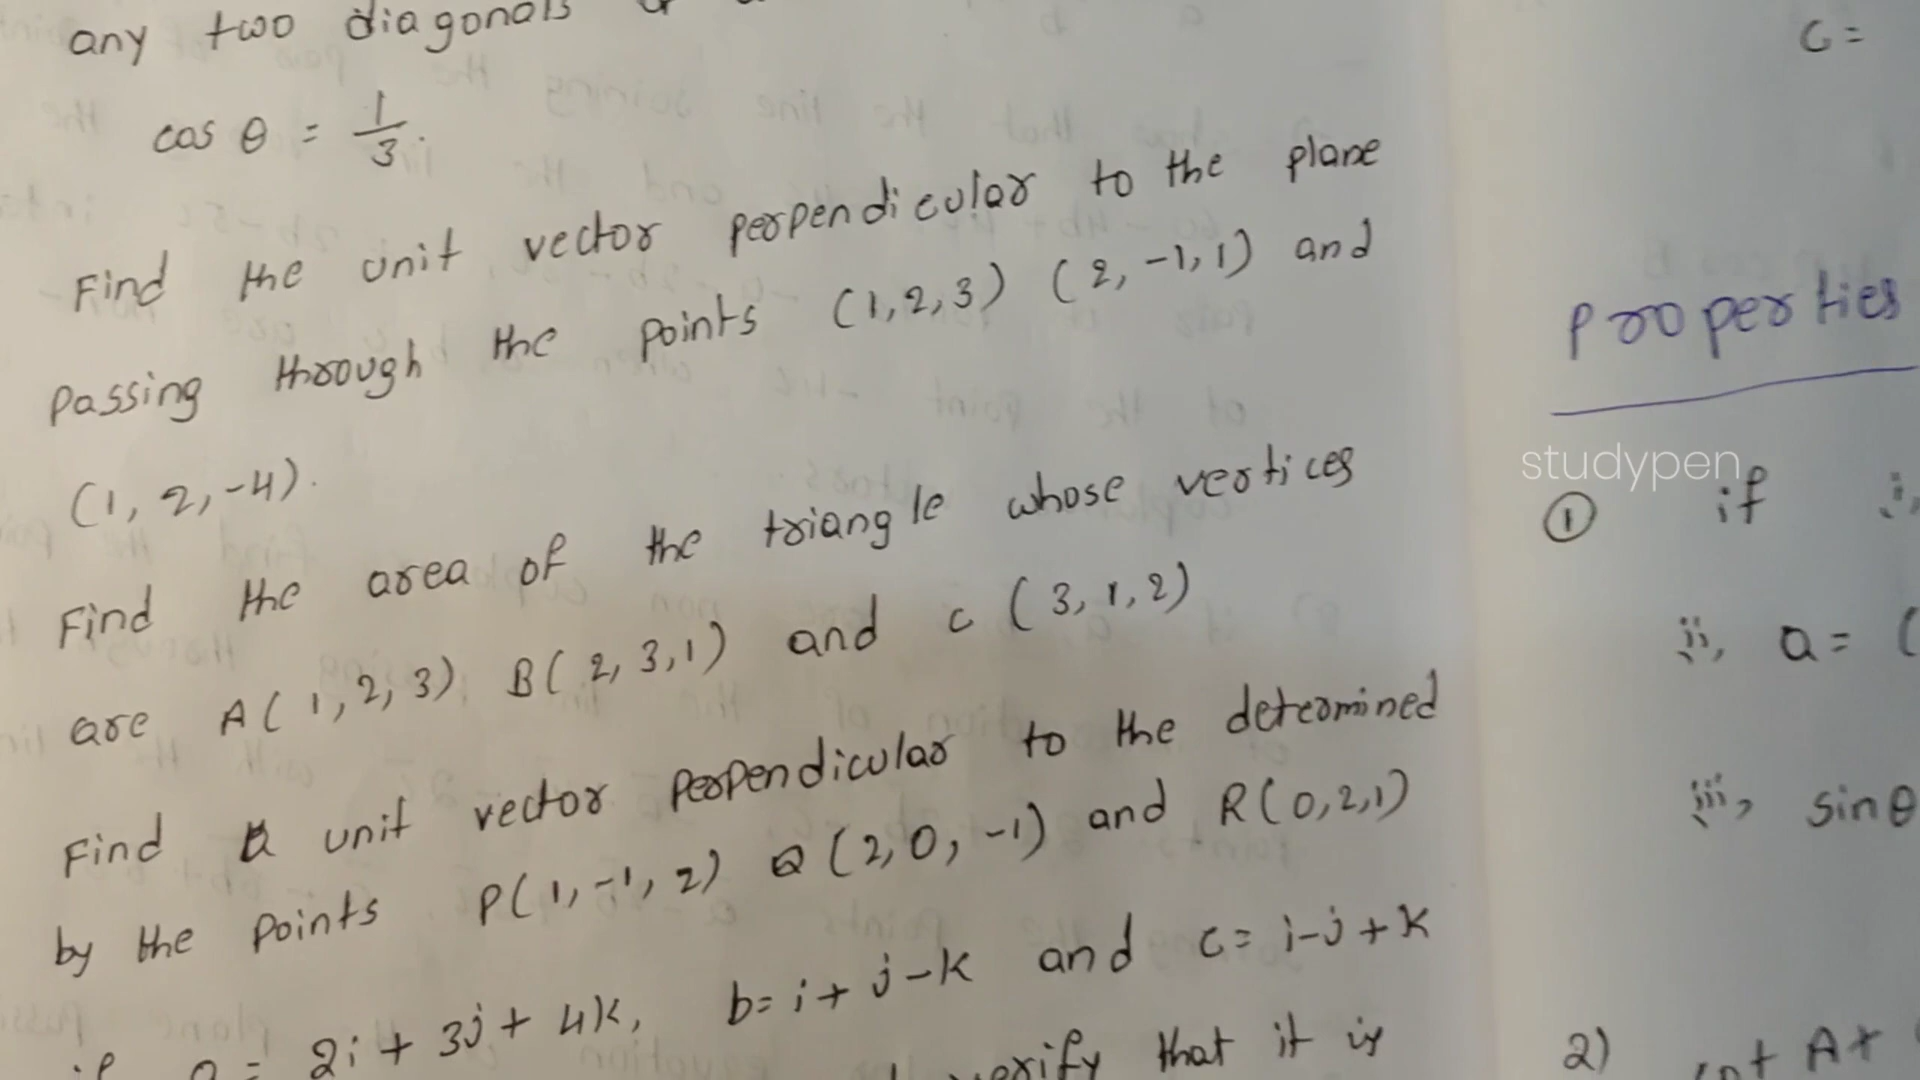 any two diagonals
cos θ = 1/3.
Find the unit vector perpendicular to the plane
passing through the points (1,2,3) (2,-1,1) and
(1, 2,-4).
Find the area of the triangle whose vertices
are A(1,2,3) B(2,3,1) and c (3,1,2)
Find a unit vector perpendicular to the determined
by the points P(1,-1,2) Q(2,0,-1) and R(0,2,1)
if a = 2i + 3j + 4k, b= i + j - k and c= i-j+k
verify that it is
c =
Properties
studypen
① if i,
ii, a = (
iii, sin θ
2)